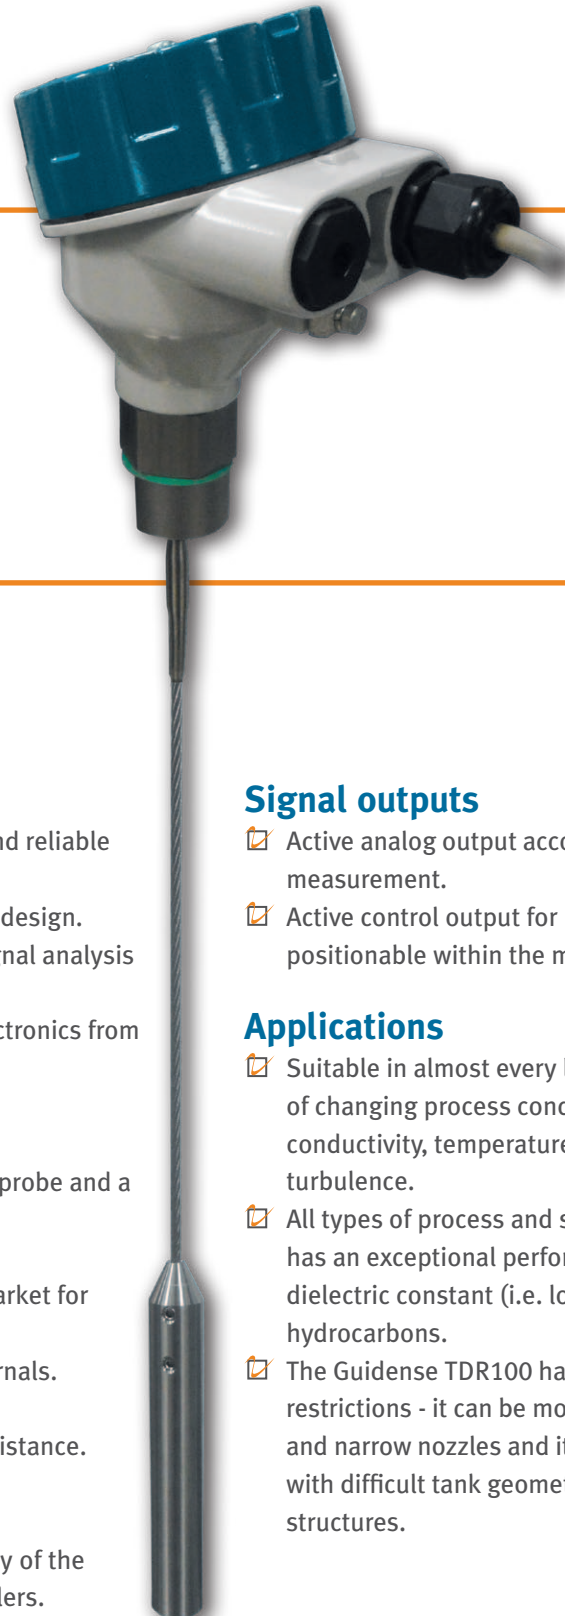 nd reliable
design.
nal analysis
ctronics from
probe and a
arket for
rnals.
istance.
y of the
lers.
Signal outputs
Active analog output acco
measurement.
Active control output for
positionable within the m
Applications
Suitable in almost every l
of changing process cond
conductivity, temperature
turbulence.
All types of process and s
has an exceptional perfor
dielectric constant (i.e. lo
hydrocarbons.
The Guidense TDR100 ha
restrictions - it can be mo
and narrow nozzles and it
with difficult tank geomet
structures.